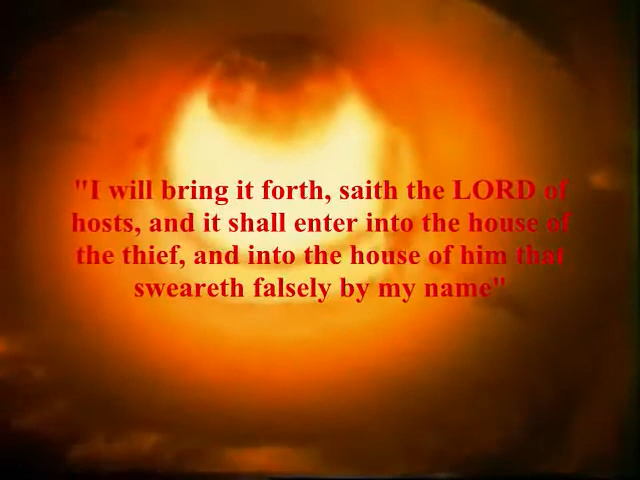 "I will bring it forth, saith the LORD of
hosts, and it shall enter into the house of
the thief, and into the house of him that
sweareth falsely by my name"